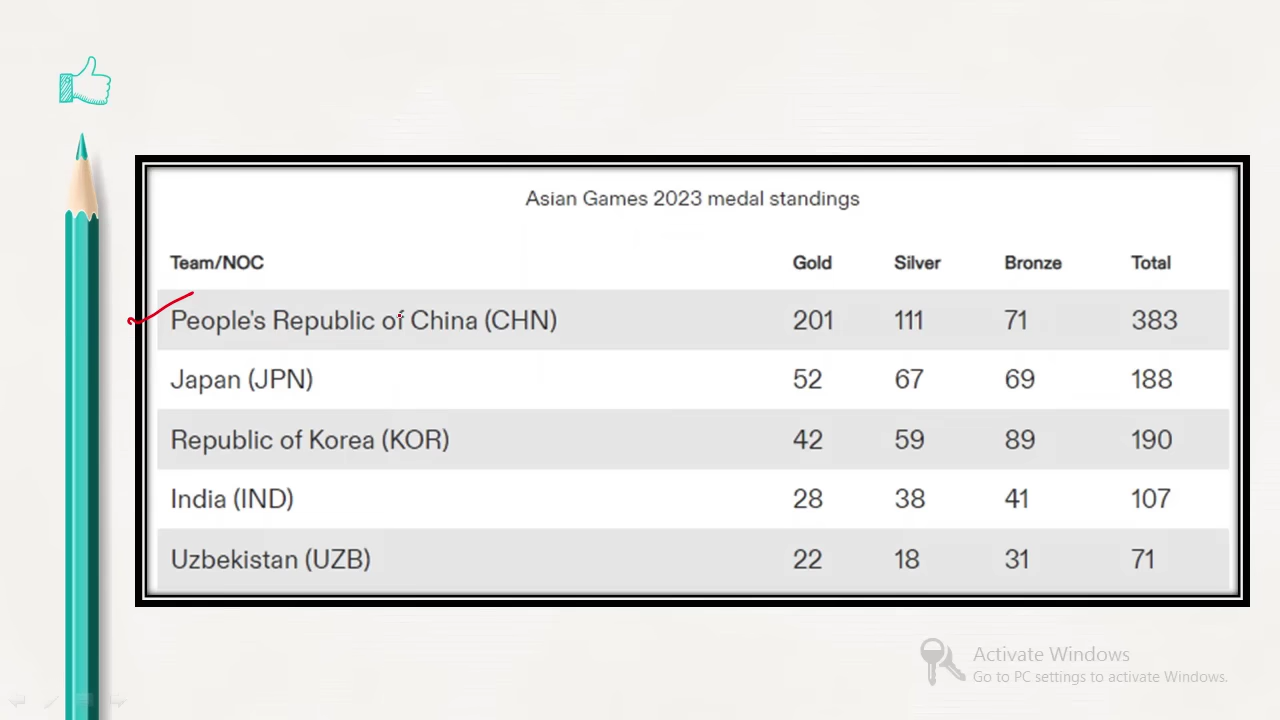 Asian Games 2023 medal standings
Team/NOC Gold Silver Bronze Total
People's Republic of China (CHN) 201 111 71 383
Japan (JPN) 52 67 69 188
Republic of Korea (KOR) 42 59 89 190
India (IND) 28 38 41 107
Uzbekistan (UZB) 22 18 31 71
Activate Windows
Go to PC settings to activate Windows.